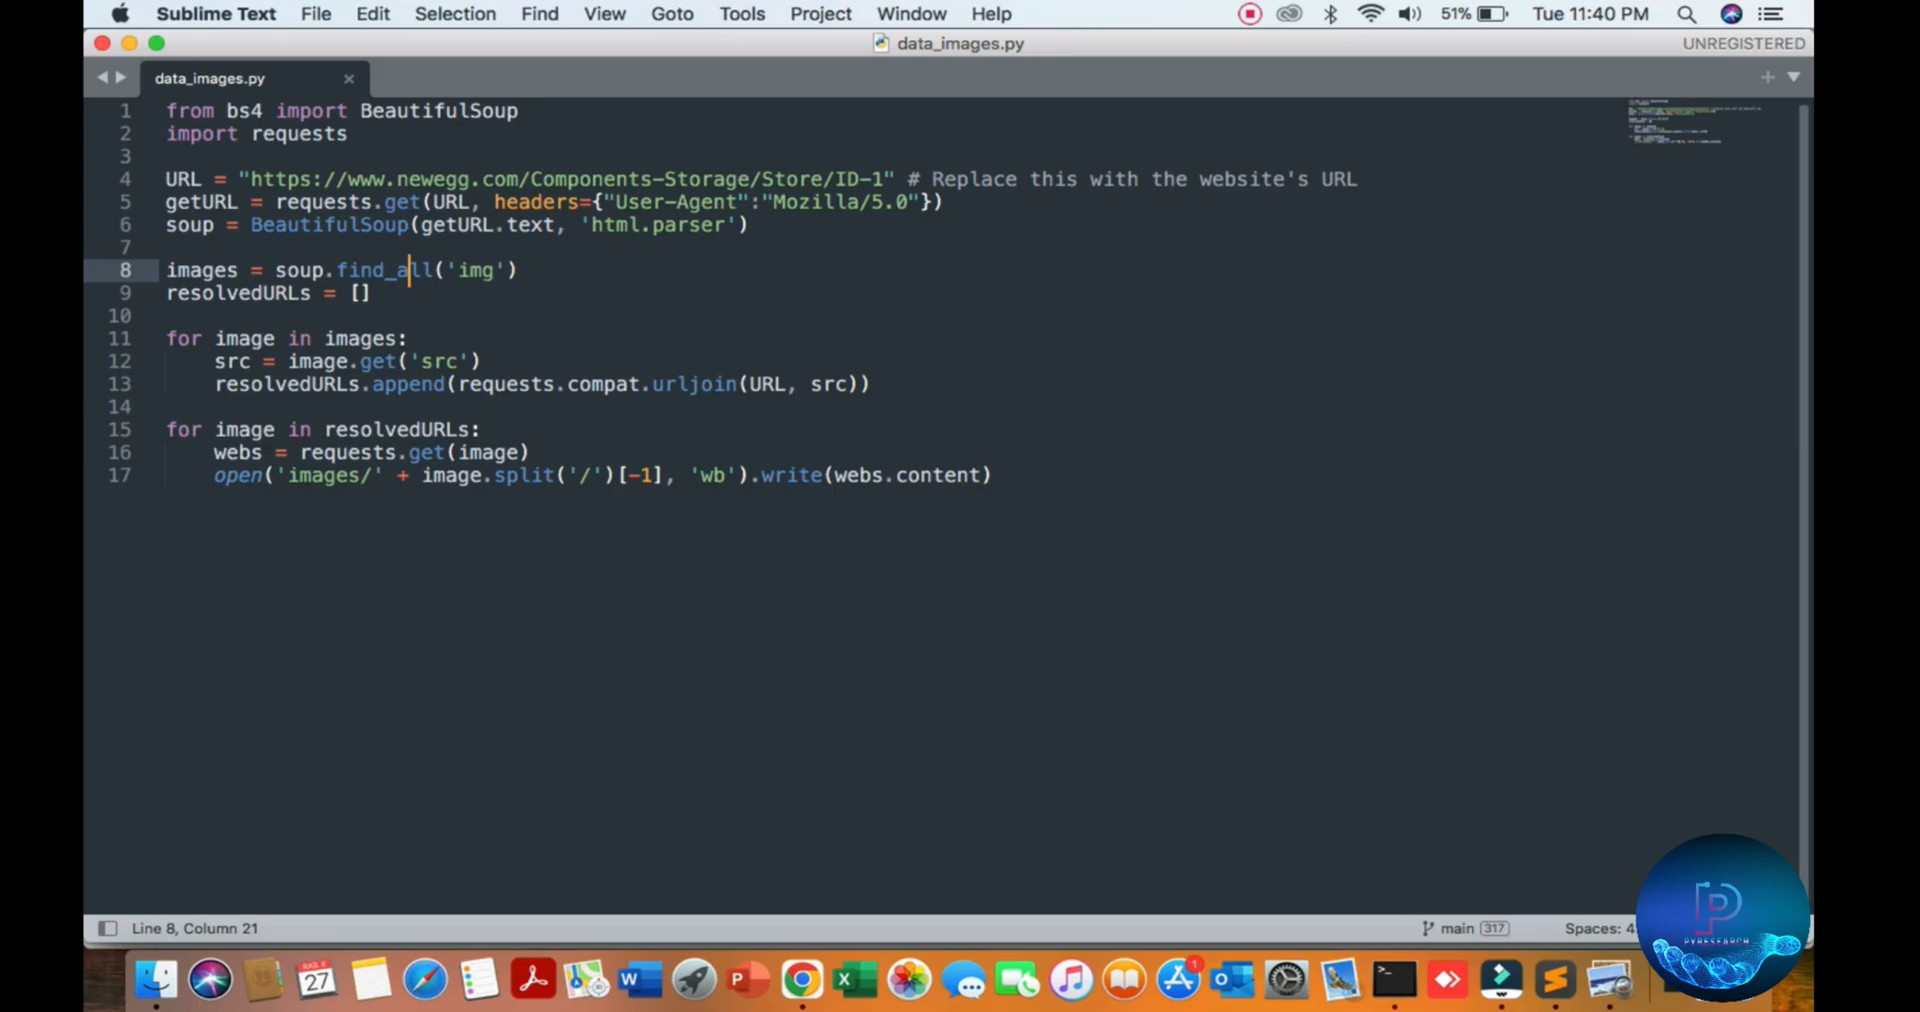 Sublime Text File Edit Selection Find View Goto Tools Project Window Help 51% Tue 11:40 PM
data_images.py UNREGISTERED
data_images.py
1 from bs4 import BeautifulSoup
2 import requests
3
4 URL = "https://www.newegg.com/Components-Storage/Store/ID-1" # Replace this with the website's URL
5 getURL = requests.get(URL, headers={"User-Agent":"Mozilla/5.0"})
6 soup = BeautifulSoup(getURL.text, 'html.parser')
7
8 images = soup.find_all('img')
9 resolvedURLs = []
10
11 for image in images:
12 src = image.get('src')
13 resolvedURLs.append(requests.compat.urljoin(URL, src))
14
15 for image in resolvedURLs:
16 webs = requests.get(image)
17 open('images/' + image.split('/')[-1], 'wb').write(webs.content)
Line 8, Column 21 main 317 Spaces: 4
PYRESEARCH
27
1